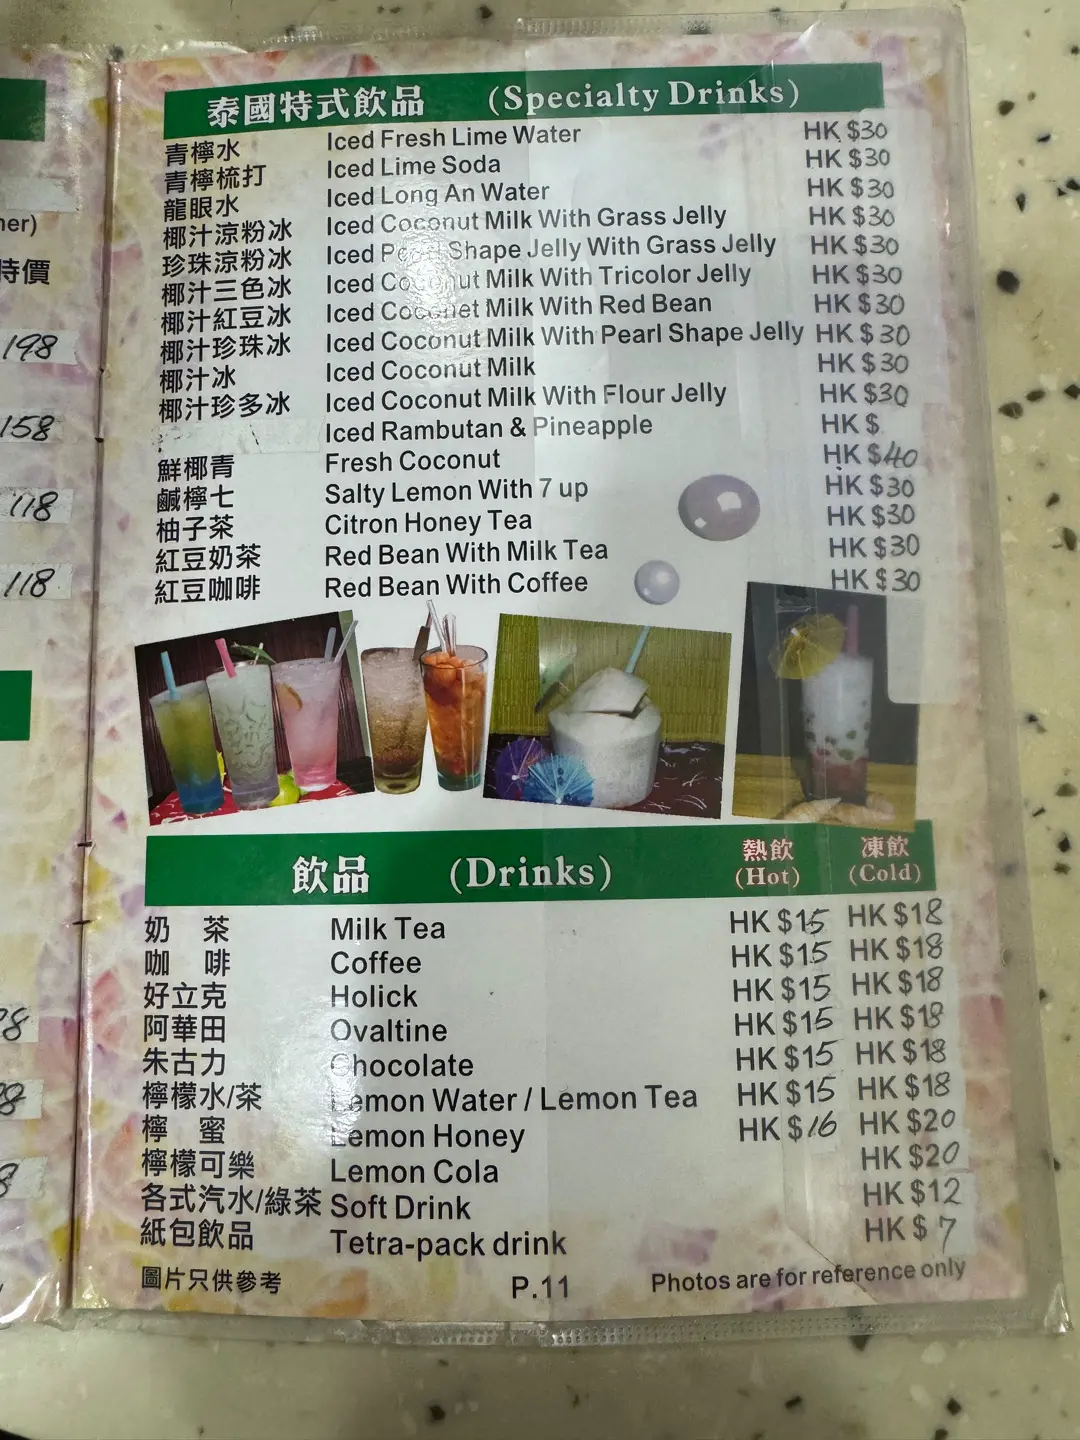 ner)
時價
198
158
118
118
泰國特式飲品 (Specialty Drinks)
青檸水 Iced Fresh Lime Water HK $30
青檸梳打 Iced Lime Soda HK $30
龍眼水 Iced Long An Water HK $30
椰汁涼粉冰 Iced Coconut Milk With Grass Jelly HK $30
珍珠涼粉冰 Iced Pearl Shape Jelly With Grass Jelly HK $30
椰汁三色冰 Iced Coconut Milk With Tricolor Jelly HK $30
椰汁紅豆冰 Iced Coconet Milk With Red Bean HK $30
椰汁珍珠冰 Iced Coconut Milk With Pearl Shape Jelly HK $30
椰汁冰 Iced Coconut Milk HK $30
椰汁珍多冰 Iced Coconut Milk With Flour Jelly HK $30
Iced Rambutan & Pineapple HK $
鮮椰青 Fresh Coconut HK $40
鹹檸七 Salty Lemon With 7 up HK $30
柚子茶 Citron Honey Tea HK $30
紅豆奶茶 Red Bean With Milk Tea HK $30
紅豆咖啡 Red Bean With Coffee HK $30
飲品 (Drinks) 熱飲 (Hot) 凍飲 (Cold)
奶 茶 Milk Tea HK $15 HK $18
咖 啡 Coffee HK $15 HK $18
好立克 Holick HK $15 HK $18
阿華田 Ovaltine HK $15 HK $18
朱古力 Chocolate HK $15 HK $18
檸檬水/茶 Lemon Water / Lemon Tea HK $15 HK $18
檸 蜜 Lemon Honey HK $16 HK $20
檸檬可樂 Lemon Cola HK $20
各式汽水/綠茶 Soft Drink HK $12
紙包飲品 Tetra-pack drink HK $7
圖片只供參考 P.11 Photos are for reference only